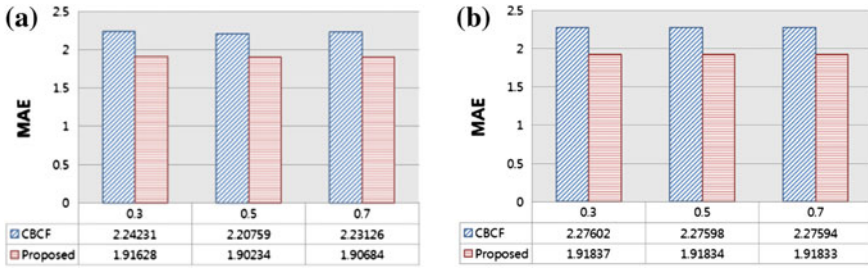 (a)
2.5
2
1.5
1
0.5
0
MAE
0.3 0.5 0.7
CBCF 2.24231 2.20759 2.23126
Proposed 1.91628 1.90234 1.90684
(b)
2.5
2
1.5
1
0.5
0
MAE
0.3 0.5 0.7
CBCF 2.27602 2.27598 2.27594
Proposed 1.91837 1.91834 1.91833